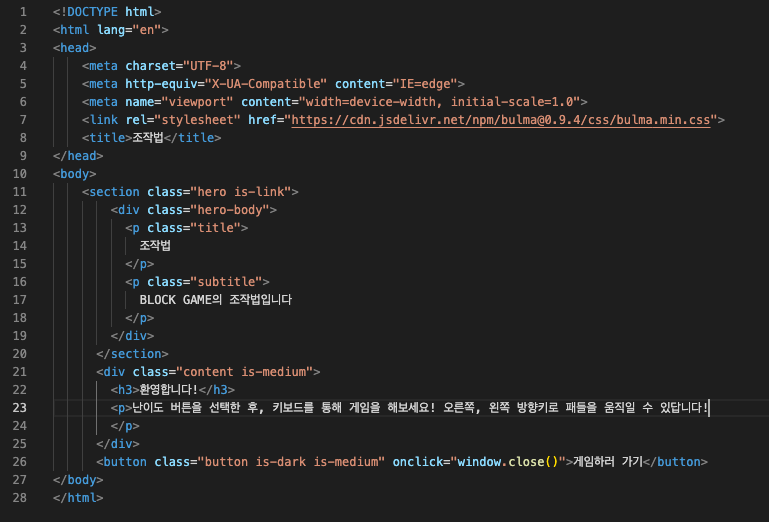 1 <!DOCTYPE html>
2 <html lang="en">
3 <head>
4 <meta charset="UTF-8">
5 <meta http-equiv="X-UA-Compatible" content="IE=edge">
6 <meta name="viewport" content="width=device-width, initial-scale=1.0">
7 <link rel="stylesheet" href="https://cdn.jsdelivr.net/npm/bulma@0.9.4/css/bulma.min.css">
8 <title>조작법</title>
9 </head>
10 <body>
11 <section class="hero is-link">
12 <div class="hero-body">
13 <p class="title">
14 조작법
15 </p>
16 <p class="subtitle">
17 BLOCK GAME의 조작법입니다
18 </p>
19 </div>
20 </section>
21 <div class="content is-medium">
22 <h3>환영합니다!</h3>
23 <p>난이도 버튼을 선택한 후, 키보드를 통해 게임을 해보세요! 오른쪽, 왼쪽 방향키로 패들을 움직일 수 있답니다!
24 </p>
25 </div>
26 <button class="button is-dark is-medium" onclick="window.close()">게임하러 가기</button>
27 </body>
28 </html>